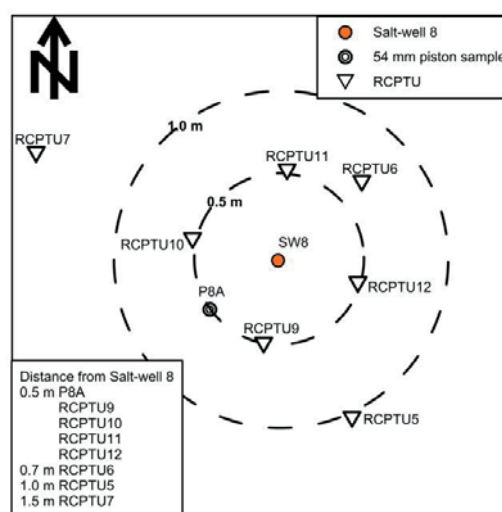 Salt-well 8
54 mm piston sample
RCPTU
N
1.0 m
RCPTU7
RCPTU11
RCPTU6
0.5 m
RCPTU10
SW8
P8A
RCPTU12
RCPTU9
RCPTU5
Distance from Salt-well 8
0.5 m P8A
RCPTU9
RCPTU10
RCPTU11
RCPTU12
0.7 m RCPTU6
1.0 m RCPTU5
1.5 m RCPTU7